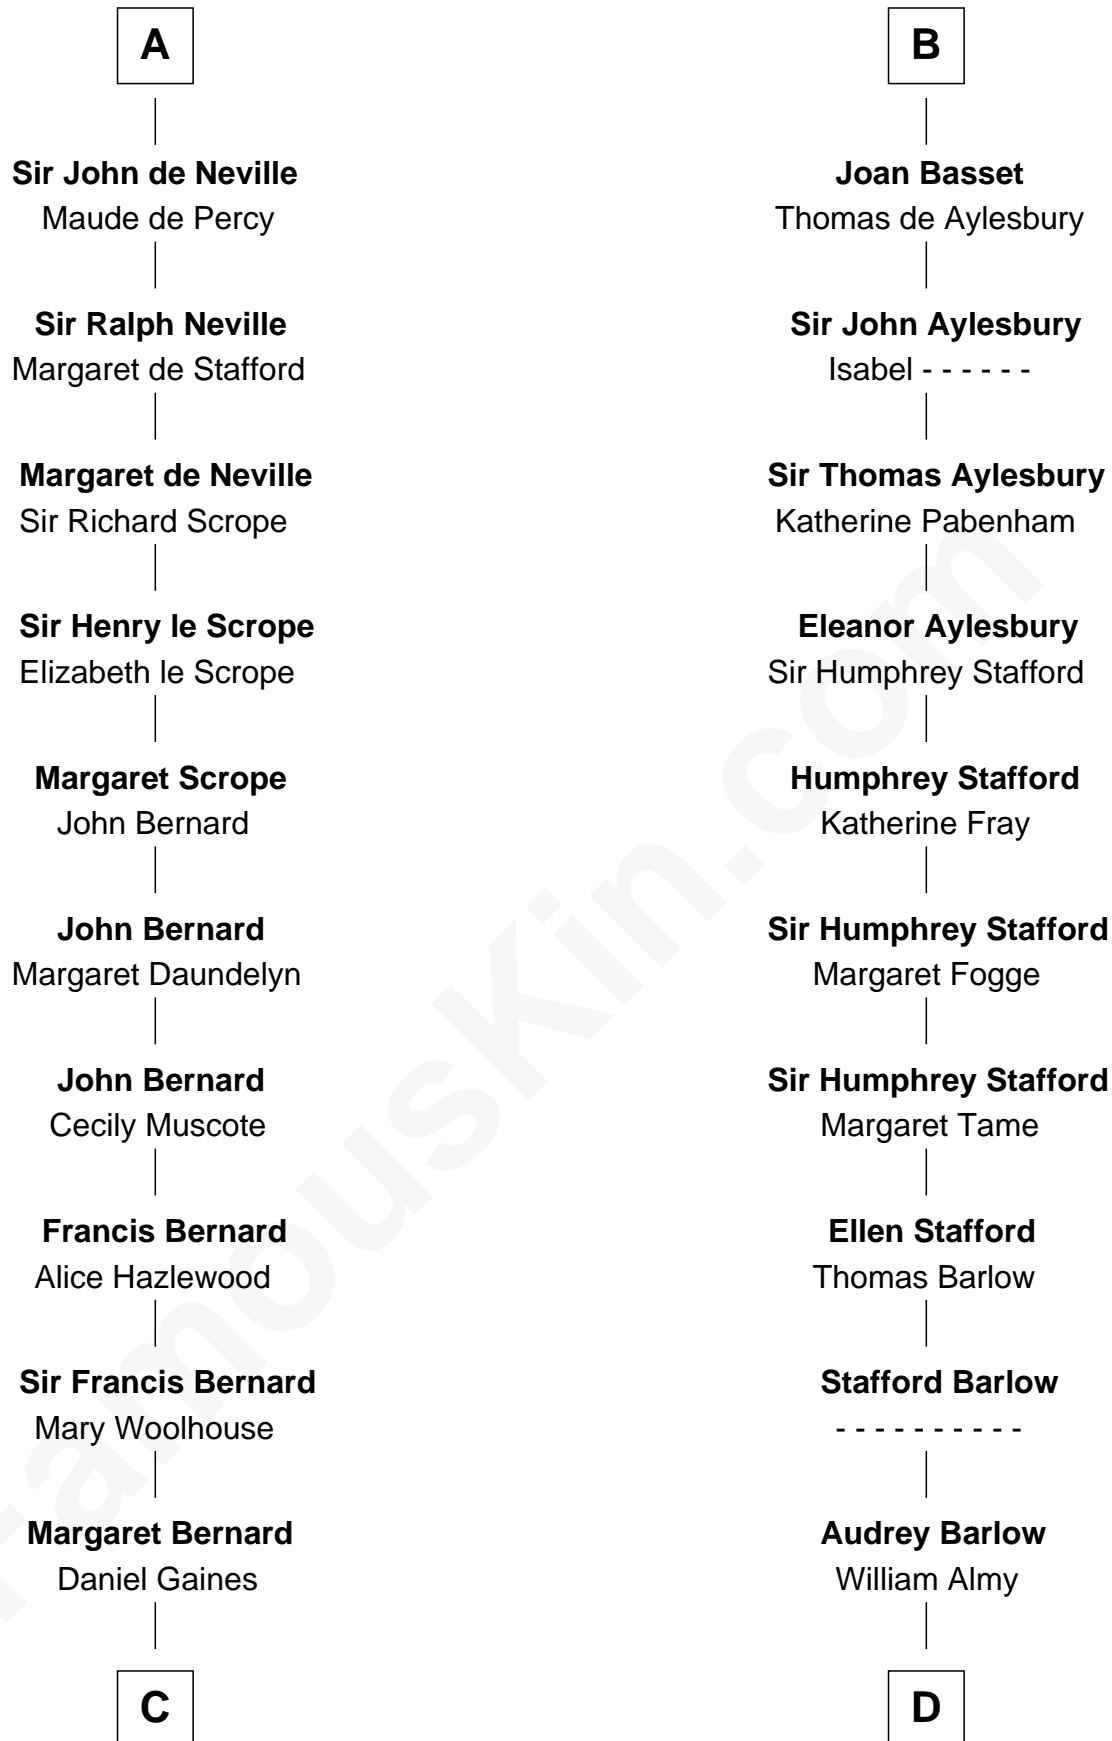 A
Sir John de Neville
Maude de Percy
Sir Ralph Neville
Margaret de Stafford
Margaret de Neville
Sir Richard Scrope
Sir Henry le Scrope
Elizabeth le Scrope
Margaret Scrope
John Bernard
John Bernard
Margaret Daundelyn
John Bernard
Cecily Muscote
Francis Bernard
Alice Hazlewood
Sir Francis Bernard
Mary Woolhouse
Margaret Bernard
Daniel Gaines
C
B
Joan Basset
Thomas de Aylesbury
Sir John Aylesbury
Isabel - - - - - -
Sir Thomas Aylesbury
Katherine Pabenham
Eleanor Aylesbury
Sir Humphrey Stafford
Humphrey Stafford
Katherine Fray
Sir Humphrey Stafford
Margaret Fogge
Sir Humphrey Stafford
Margaret Tame
Ellen Stafford
Thomas Barlow
Stafford Barlow
- - - - - - - - - -
Audrey Barlow
William Almy
D
FamousKin.com